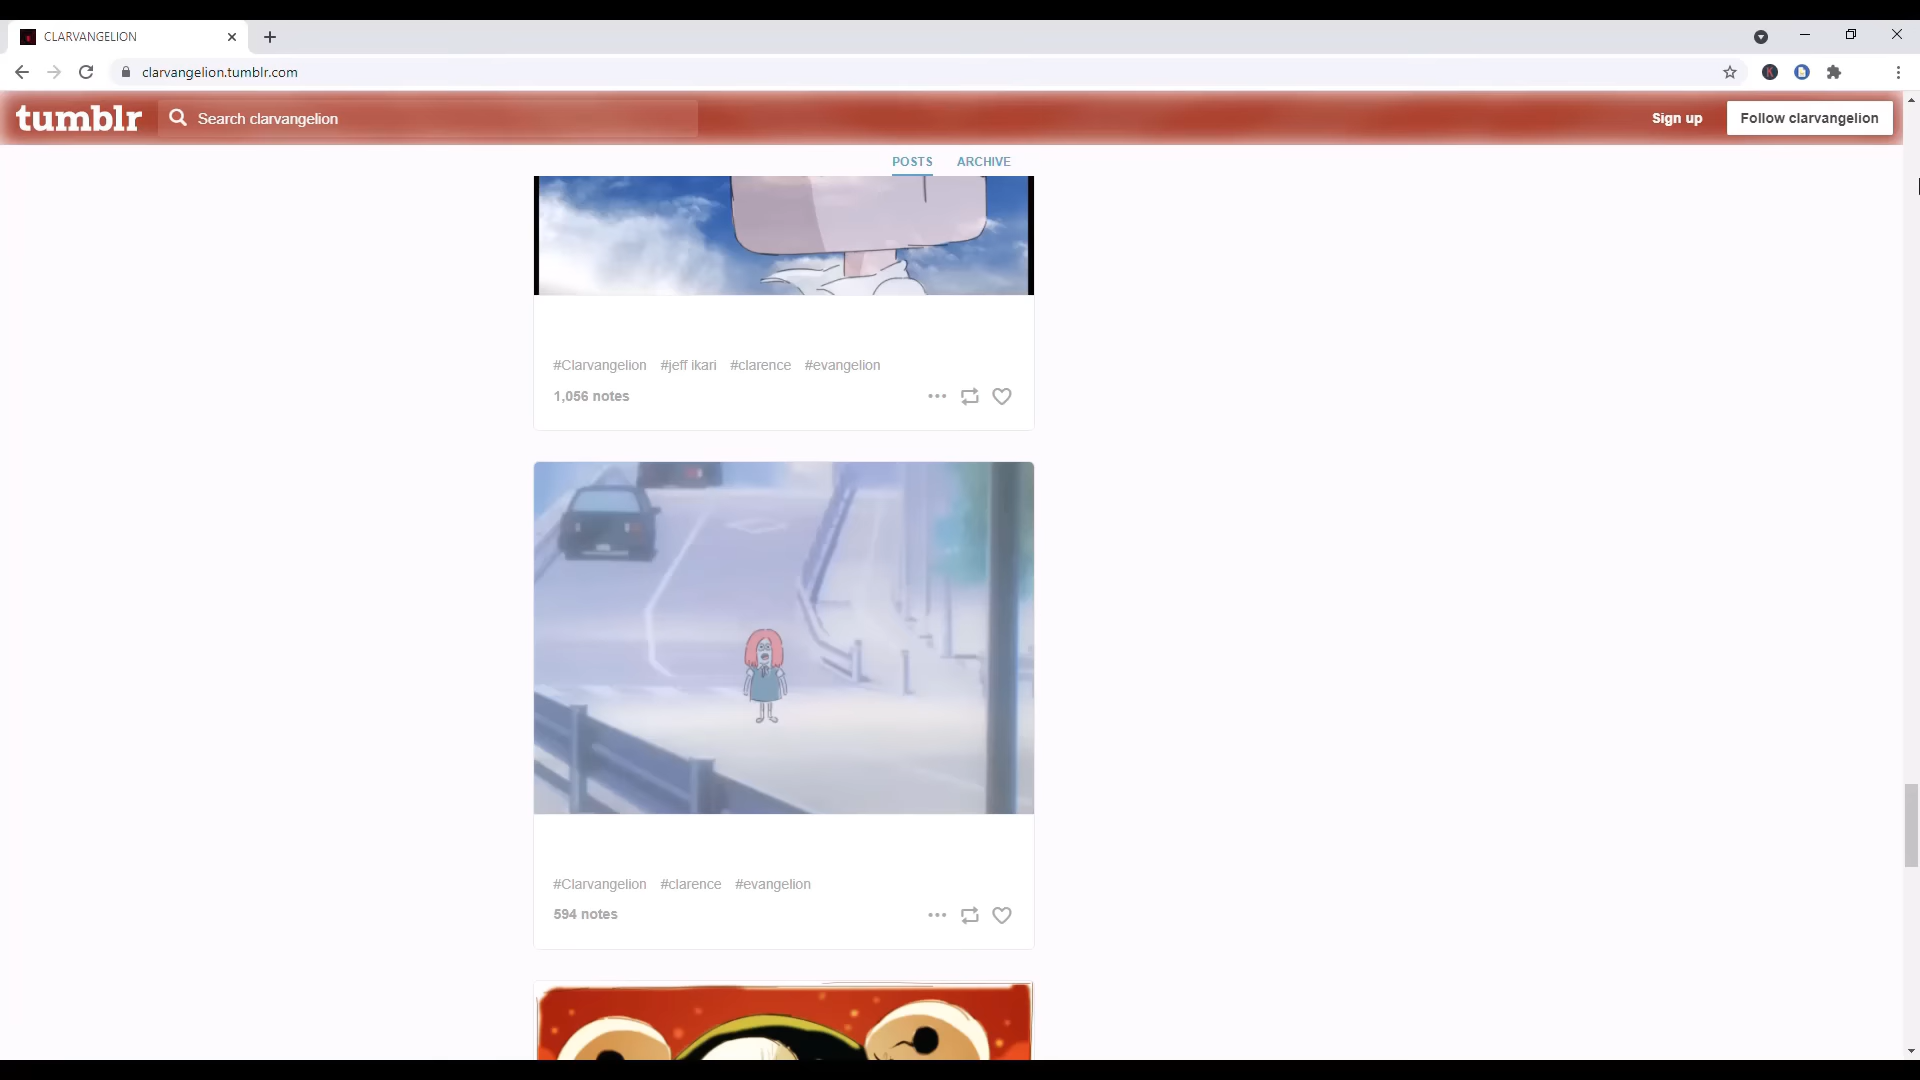 CLARVANGELION
clarvangelion.tumblr.com
tumblr
Search clarvangelion
Sign up
Follow clarvangelion
POSTS
ARCHIVE
#Clarvangelion #jeff ikari #clarence #evangelion
1,056 notes
#Clarvangelion #clarence #evangelion
594 notes